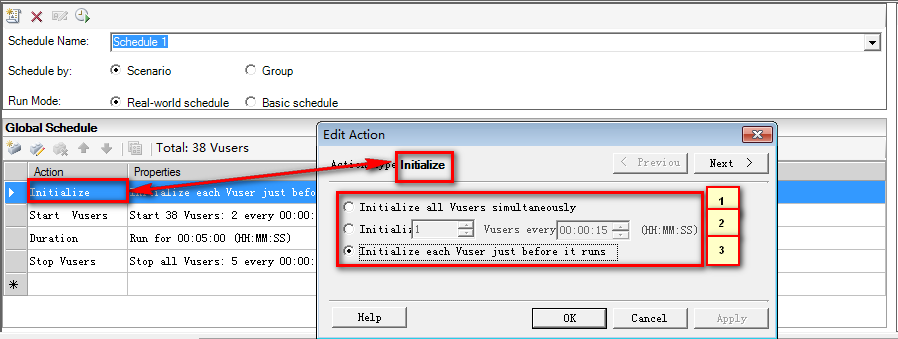 Schedule Name: Schedule 1
Schedule by: Scenario Group
Run Mode: Real-world schedule Basic schedule
Global Schedule
Total: 38 Vusers
Action Properties
Initialize Initialize each Vuser just befo
Start Vusers Start 38 Vusers: 2 every 00:00:
Duration Run for 00:05:00 (HH:MM:SS)
Stop Vusers Stop all Vusers: 5 every 00:00:
*
Edit Action
Initialize
< Previou Next >
Initialize all Vusers simultaneously 1
Initializ 1 Vusers every 00:00:15 (HH:MM:SS) 2
Initialize each Vuser just before it runs 3
Help OK Cancel Apply